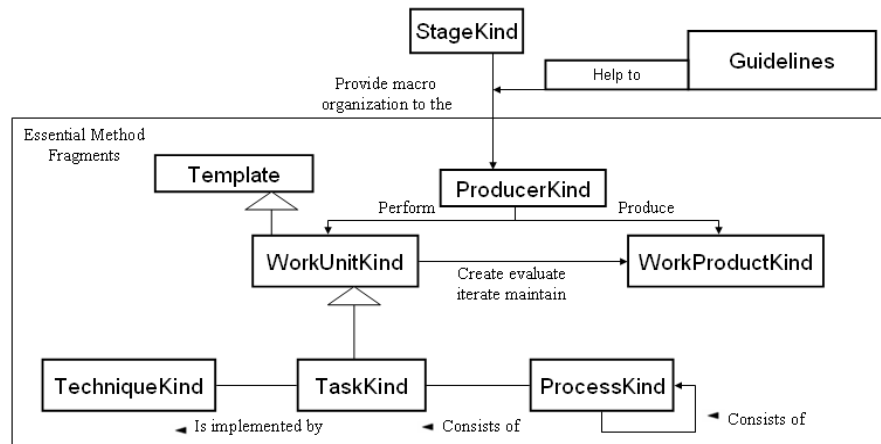 StageKind
Guidelines
Help to
Provide macro
organization to the
Essential Method
Fragments
Template
ProducerKind
Perform
Produce
WorkUnitKind
WorkProductKind
Create evaluate
iterate maintain
TechniqueKind
TaskKind
ProcessKind
Is implemented by
Consists of
Consists of